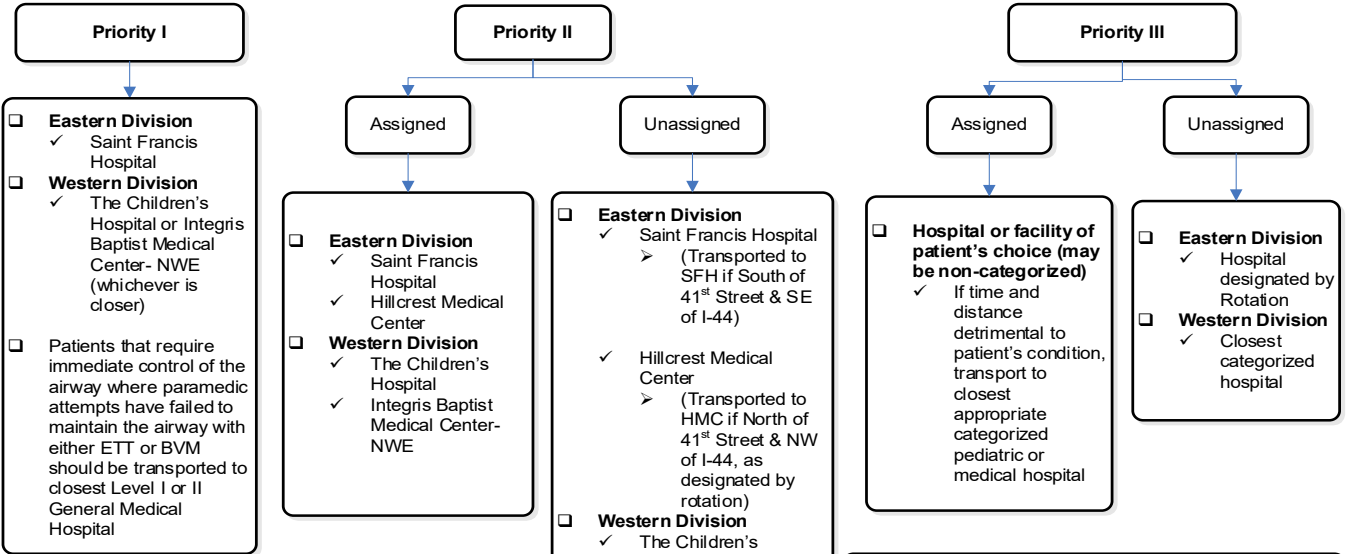 Priority I
Priority II
Priority III
Assigned
Unassigned
Assigned
Unassigned
❑ Eastern Division
✓ Saint Francis
Hospital
❑ Western Division
✓ The Children's
Hospital or Integris
Baptist Medical
Center- NWE
(whichever is
closer)
❑ Patients that require
immediate control of the
airway where paramedic
attempts have failed to
maintain the airway with
either ETT or BVM
should be transported to
closest Level I or II
General Medical
Hospital
❑ Eastern Division
✓ Saint Francis
Hospital
✓ Hillcrest Medical
Center
❑ Western Division
✓ The Children's
Hospital
✓ Integris Baptist
Medical Center-
NWE
❑ Eastern Division
✓ Saint Francis Hospital
➢ (Transported to
SFH if South of
41st Street & SE
of I-44)
✓ Hillcrest Medical
Center
➢ (Transported to
HMC if North of
41st Street & NW
of I-44, as
designated by
rotation)
❑ Western Division
✓ The Children's
❑ Hospital or facility of
patient's choice (may
be non-categorized)
✓ If time and
distance
detrimental to
patient's condition,
transport to
closest
appropriate
categorized
pediatric or
medical hospital
❑ Eastern Division
✓ Hospital
designated by
Rotation
❑ Western Division
✓ Closest
categorized
hospital